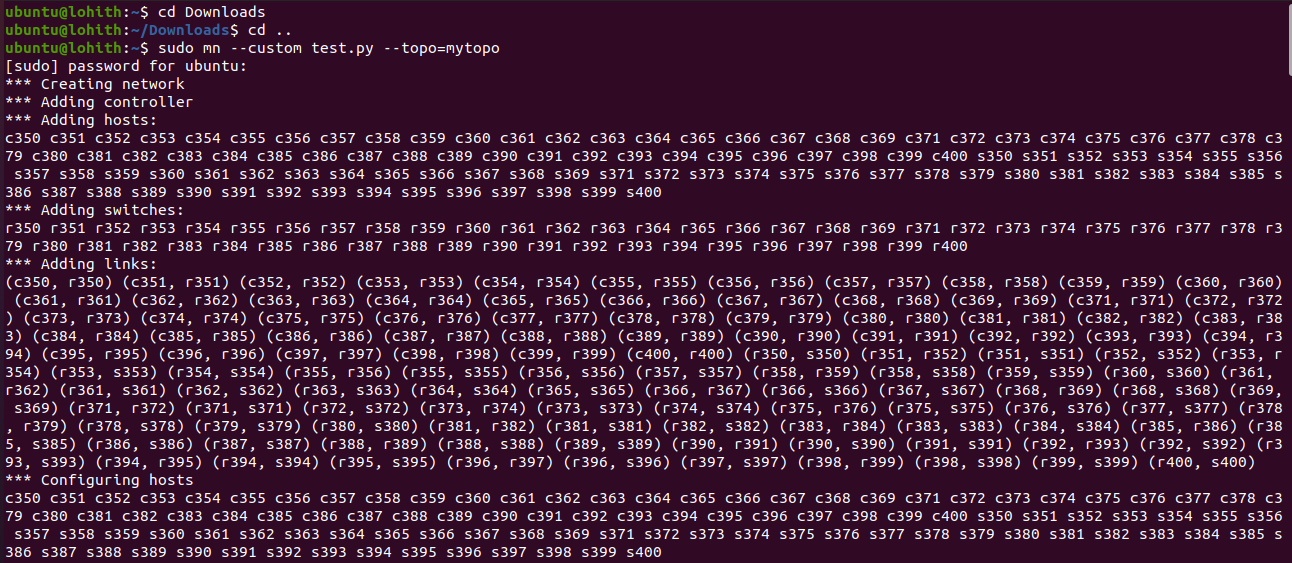 ubuntu@lohith:~$ cd Downloads
ubuntu@lohith:~/Downloads$ cd ..
ubuntu@lohith:~$ sudo mn --custom test.py --topo=mytopo
[sudo] password for ubuntu:
*** Creating network
*** Adding controller
*** Adding hosts:
c350 c351 c352 c353 c354 c355 c356 c357 c358 c359 c360 c361 c362 c363 c364 c365 c366 c367 c368 c369 c371 c372 c373 c374 c375 c376 c377 c378 c3
79 c380 c381 c382 c383 c384 c385 c386 c387 c388 c389 c390 c391 c392 c393 c394 c395 c396 c397 c398 c399 c400 s350 s351 s352 s353 s354 s355 s356
 s357 s358 s359 s360 s361 s362 s363 s364 s365 s366 s367 s368 s369 s371 s372 s373 s374 s375 s376 s377 s378 s379 s380 s381 s382 s383 s384 s385 s
386 s387 s388 s389 s390 s391 s392 s393 s394 s395 s396 s397 s398 s399 s400
*** Adding switches:
r350 r351 r352 r353 r354 r355 r356 r357 r358 r359 r360 r361 r362 r363 r364 r365 r366 r367 r368 r369 r371 r372 r373 r374 r375 r376 r377 r378 r3
79 r380 r381 r382 r383 r384 r385 r386 r387 r388 r389 r390 r391 r392 r393 r394 r395 r396 r397 r398 r399 r400
*** Adding links:
(c350, r350) (c351, r351) (c352, r352) (c353, r353) (c354, r354) (c355, r355) (c356, r356) (c357, r357) (c358, r358) (c359, r359) (c360, r360)
 (c361, r361) (c362, r362) (c363, r363) (c364, r364) (c365, r365) (c366, r366) (c367, r367) (c368, r368) (c369, r369) (c371, r371) (c372, r372
) (c373, r373) (c374, r374) (c375, r375) (c376, r376) (c377, r377) (c378, r378) (c379, r379) (c380, r380) (c381, r381) (c382, r382) (c383, r38
3) (c384, r384) (c385, r385) (c386, r386) (c387, r387) (c388, r388) (c389, r389) (c390, r390) (c391, r391) (c392, r392) (c393, r393) (c394, r3
94) (c395, r395) (c396, r396) (c397, r397) (c398, r398) (c399, r399) (c400, r400) (r350, s350) (r351, r352) (r351, s351) (r352, s352) (r353, r
354) (r353, s353) (r354, s354) (r355, r356) (r355, s355) (r356, s356) (r357, s357) (r358, r359) (r358, s358) (r359, s359) (r360, s360) (r361, 
r362) (r361, s361) (r362, s362) (r363, s363) (r364, s364) (r365, s365) (r366, r367) (r366, s366) (r367, s367) (r368, r369) (r368, s368) (r369,
 s369) (r371, r372) (r371, s371) (r372, s372) (r373, r374) (r373, s373) (r374, s374) (r375, r376) (r375, s375) (r376, s376) (r377, s377) (r378
, r379) (r378, s378) (r379, s379) (r380, s380) (r381, r382) (r381, s381) (r382, s382) (r383, r384) (r383, s383) (r384, s384) (r385, r386) (r38
5, s385) (r386, s386) (r387, s387) (r388, r389) (r388, s388) (r389, s389) (r390, r391) (r390, s390) (r391, s391) (r392, r393) (r392, s392) (r3
93, s393) (r394, r395) (r394, s394) (r395, s395) (r396, r397) (r396, s396) (r397, s397) (r398, r399) (r398, s398) (r399, s399) (r400, s400)
*** Configuring hosts
c350 c351 c352 c353 c354 c355 c356 c357 c358 c359 c360 c361 c362 c363 c364 c365 c366 c367 c368 c369 c371 c372 c373 c374 c375 c376 c377 c378 c3
79 c380 c381 c382 c383 c384 c385 c386 c387 c388 c389 c390 c391 c392 c393 c394 c395 c396 c397 c398 c399 c400 s350 s351 s352 s353 s354 s355 s356
 s357 s358 s359 s360 s361 s362 s363 s364 s365 s366 s367 s368 s369 s371 s372 s373 s374 s375 s376 s377 s378 s379 s380 s381 s382 s383 s384 s385 s
386 s387 s388 s389 s390 s391 s392 s393 s394 s395 s396 s397 s398 s399 s400